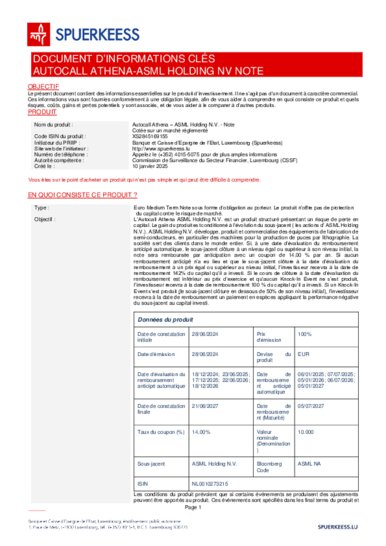 SPUERKEESS
DOCUMENT D'INFORMATIONS CLÉS
AUTOCALL ATHENA-ASML HOLDING NV NOTE
OBJECTIF
Le présent document contient des informations essentielles sur le produit d'investissement. Il ne s'agit pas d'un document à caractère commercial.
Ces informations vous sont fournies conformément à une obligation légale, afin de vous aider à comprendre en quoi consiste ce produit et quels
risques, coûts, gains et pertes potentiels y sont associés, et de vous aider à le comparer à d'autres produits.
PRODUIT
Nom du produit : Autocall Athena – ASML Holding N.V. - Note
Cotée sur un marché réglementé
Code ISIN du produit : XS2845169155
Initiateur du PRIIP : Banque et Caisse d'Epargne de l'Etat, Luxembourg (Spuerkeess)
Site web de l'initiateur : http://www.spuerkeess.lu
Numéro de téléphone : Appelez le (+352) 4015-5075 pour de plus amples informations
Autorité compétente : Commission de Surveillance du Secteur Financier, Luxembourg (CSSF)
Créé le : 10 janvier 2025
Vous êtes sur le point d'acheter un produit qui n'est pas simple et qui peut être difficile à comprendre.
EN QUOI CONSISTE CE PRODUIT ?
Type : Euro Medium Term Note sous forme d'obligation au porteur. Le produit n'offre pas de protection
du capital contre le risque de marché.
Objectif : L'Autocall Athena ASML Holding N.V. est un produit structuré présentant un risque de perte en
capital. Le gain du produit est conditionné à l'évolution du sous-jacent ( les actions d' ASML Holding
N.V.). ASML Holding N.V. développe, produit et commercialise des équipements de fabrication de
semi-conducteurs, en particulier des machines pour la production de puces par lithographie. La
société sert des clients dans le monde entier. Si, à une date d'évaluation du remboursement
anticipé automatique, le sous-jacent clôture à un niveau égal ou supérieur à son niveau initial, la
note sera remboursée par anticipation avec un coupon de 14.00 % par an. Si aucun
remboursement anticipé n'a eu lieu et que le sous-jacent clôture à la date d'évaluation du
remboursement à un prix égal ou supérieur au niveau initial, l'investisseur recevra à la date de
remboursement 142% du capital qu'il a investi. Si le cours de clôture à la date d'évaluation du
remboursement est inférieur au prix d'exercice et qu'aucun Knock-In Event ne s'est produit,
l'investisseur recevra à la date de remboursement 100 % du capital qu'il a investi. Si un Knock-In
Event s'est produit (le sous-jacent clôture en dessous de 50% de son niveau initial), l'investisseur
recevra à la date de remboursement un paiement en espèces appliquant la performance négative
du sous-jacent au capital investi.
Données du produit
Date de constatation initiale 28/06/2024 Prix d'émission 100%
Date d'émission 28/06/2024 Devise du produit EUR
Date d'évaluation du remboursement anticipé automatique 18/12/2024; 23/06/2025; 17/12/2025; 22/06/2026; 18/12/2026 Date de remboursement anticipé automatique 06/01/2025; 07/07/2025; 05/01/2026; 06/07/2026; 05/01/2027
Date de constatation finale 21/06/2027 Date de remboursement (Maturité) 05/07/2027
Taux du coupon (%) 14,00% Valeur nominale (Denomination) 10.000
Sous-jacent ASML Holding N.V. Bloomberg Code ASML NA
ISIN NL0010273215
Les conditions du produit prévoient que si certains événements se produisent des ajustements
peuvent être apportés. Ces événements sont spécifiés dans les final terms du produit et
Page 1
Banque et Caisse d'Epargne de l'Etat, Luxembourg, établissement public autonome
SPUERKEESS.LU